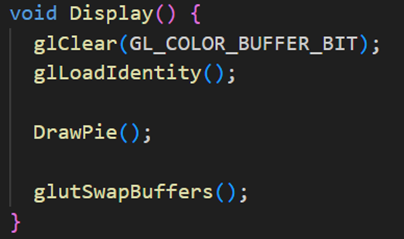 void Display() {
glClear(GL_COLOR_BUFFER_BIT);
glLoadIdentity();
DrawPie();
glutSwapBuffers();
}